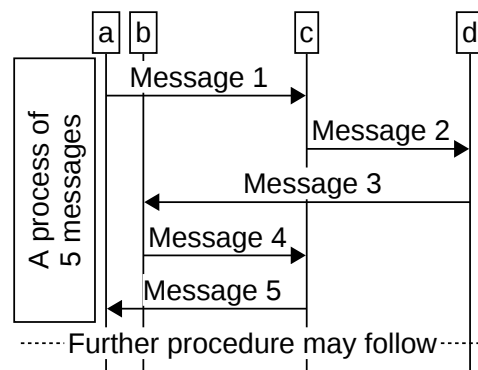 a
b
c
d
A process of
5 messages
Message 1
Message 2
Message 3
Message 4
Message 5
Further procedure may follow